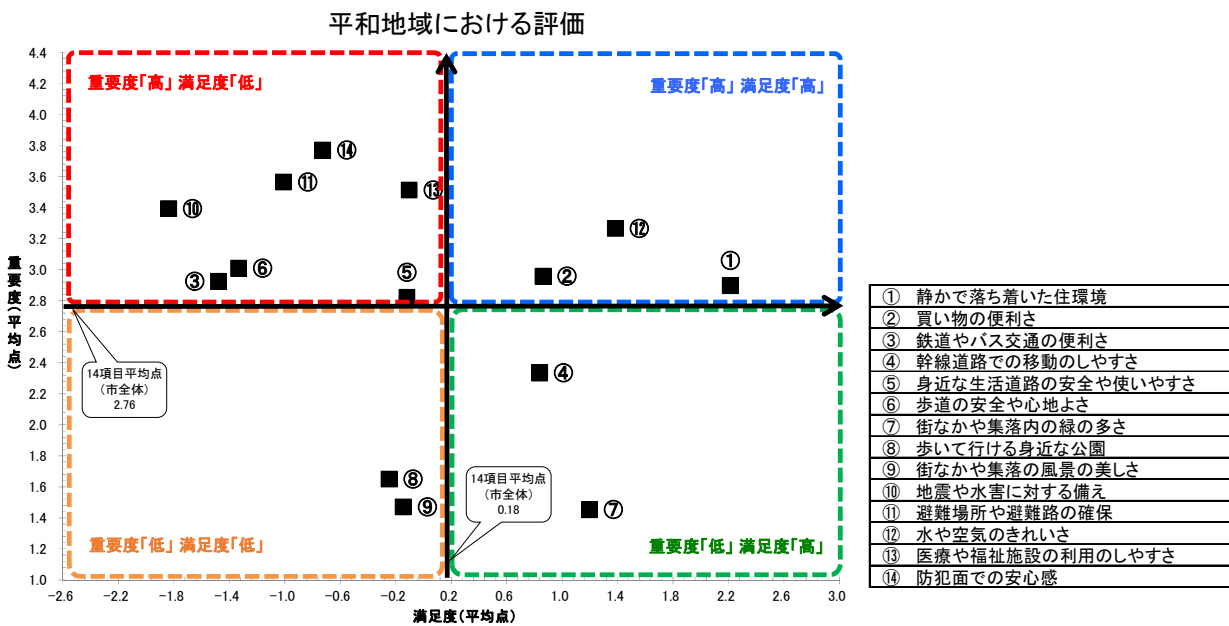 平和地域における評価
4.4
4.2
4.0
3.8
3.6
3.4
3.2
3.0
2.8
2.6
2.4
2.2
2.0
1.8
1.6
1.4
1.2
1.0
重要度(平均点)
重要度「高」 満足度「低」
重要度「高」 満足度「高」
⑭
⑪
⑬
⑩
⑫
③
⑥
⑤
②
①
14項目平均点
(市全体)
2.76
④
⑧
⑨
⑦
14項目平均点
(市全体)
0.18
重要度「低」 満足度「低」
重要度「低」 満足度「高」
-2.6 -2.2 -1.8 -1.4 -1.0 -0.6 -0.2 0.2 0.6 1.0 1.4 1.8 2.2 2.6 3.0
満足度(平均点)
① 静かで落ち着いた住環境
② 買い物の便利さ
③ 鉄道やバス交通の便利さ
④ 幹線道路での移動のしやすさ
⑤ 身近な生活道路の安全や使いやすさ
⑥ 歩道の安全や心地よさ
⑦ 街なかや集落内の緑の多さ
⑧ 歩いて行ける身近な公園
⑨ 街なかや集落の風景の美しさ
⑩ 地震や水害に対する備え
⑪ 避難場所や避難路の確保
⑫ 水や空気のきれいさ
⑬ 医療や福祉施設の利用のしやすさ
⑭ 防犯面での安心感